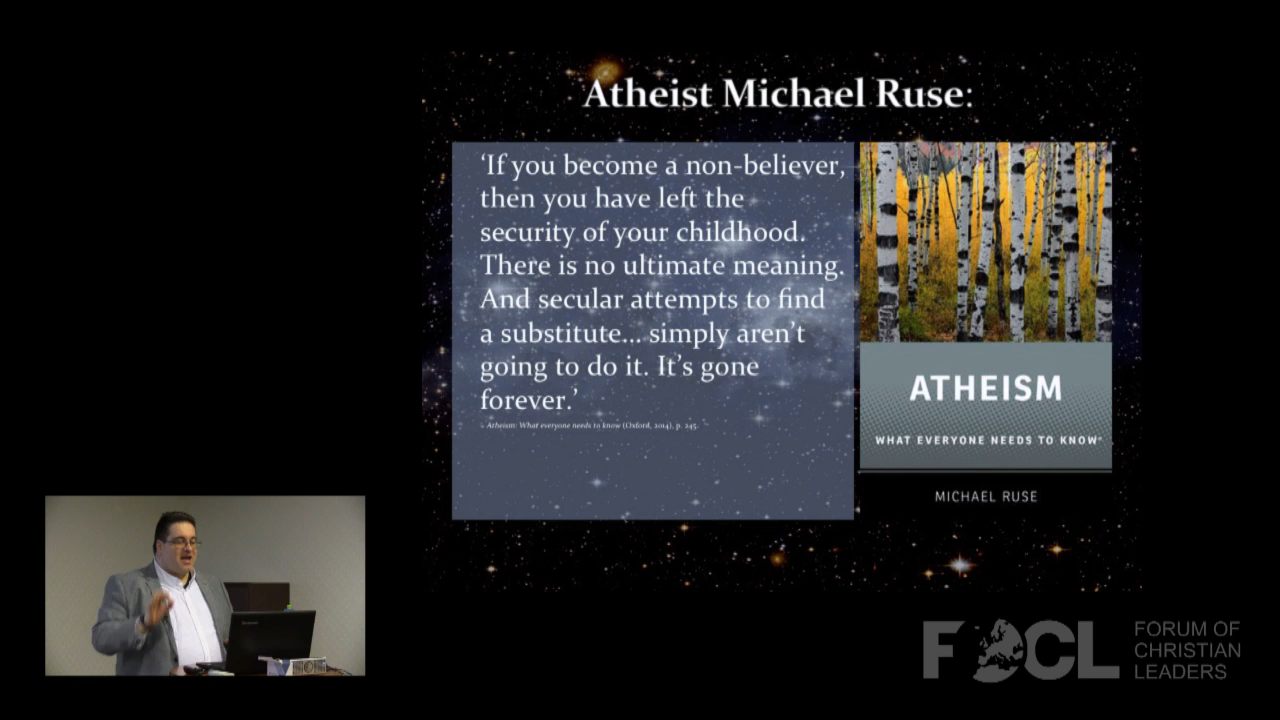 Atheist Michael Ruse:
‘If you become a non-believer,
then you have left the
security of your childhood.
There is no ultimate meaning.
And secular attempts to find
a substitute... simply aren’t
going to do it. It’s gone
forever.’
- Atheism: What everyone needs to know (Oxford, 2014), p. 245.
ATHEISM
WHAT EVERYONE NEEDS TO KNOW®
MICHAEL RUSE
FOCL
FORUM OF
CHRISTIAN
LEADERS